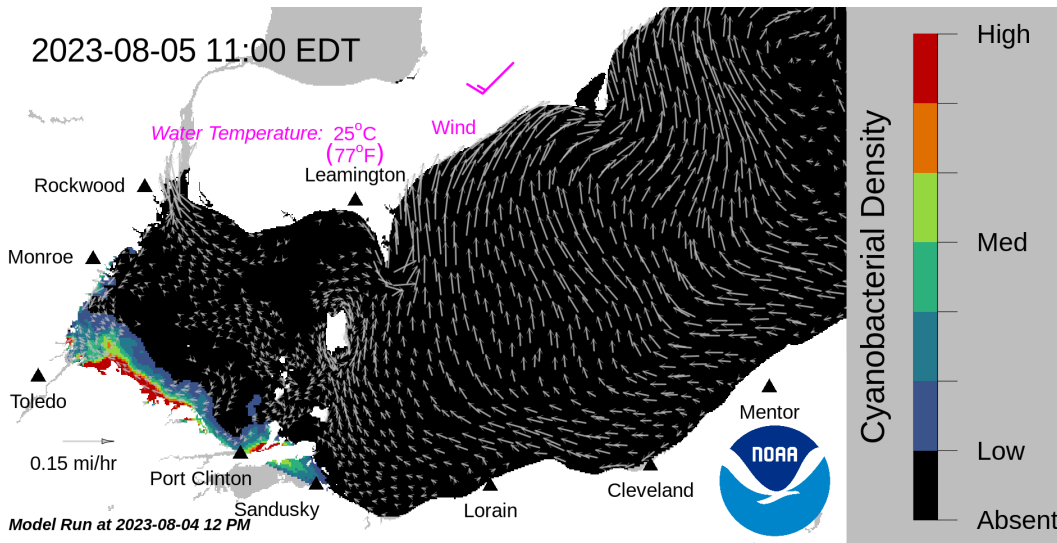 2023-08-05 11:00 EDT
Water Temperature: 25°C
(77°F)
Wind
Leamington
Rockwood
Monroe
Toledo
0.15 mi/hr
Port Clinton
Sandusky
Lorain
Cleveland
Mentor
NOAA
Model Run at 2023-08-04 12 PM
Cyanobacterial Density
High
Med
Low
Absent